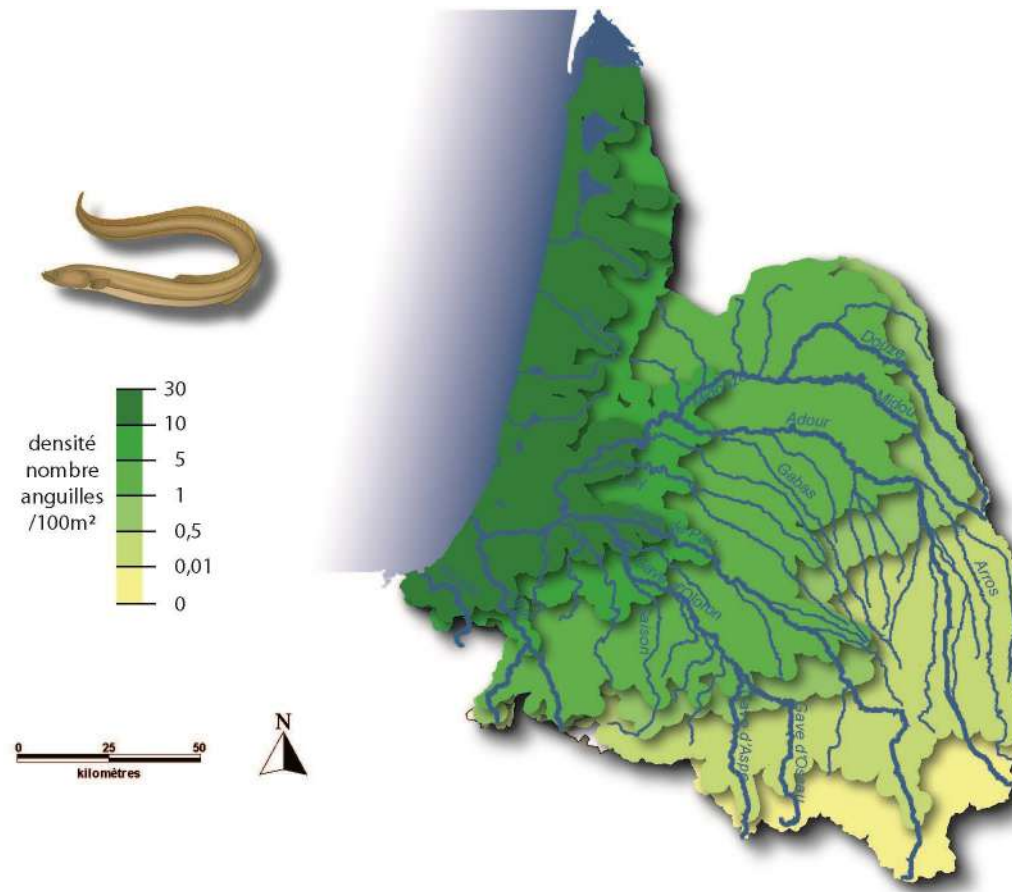 densité
nombre
anguilles
/100m²
30
10
5
1
0,5
0,01
0
0 25 50
kilomètres
N
Douze
Midou
Adour
Gabas
Arros
Oloron
Gave d'Aspe
Gave d'Ossau